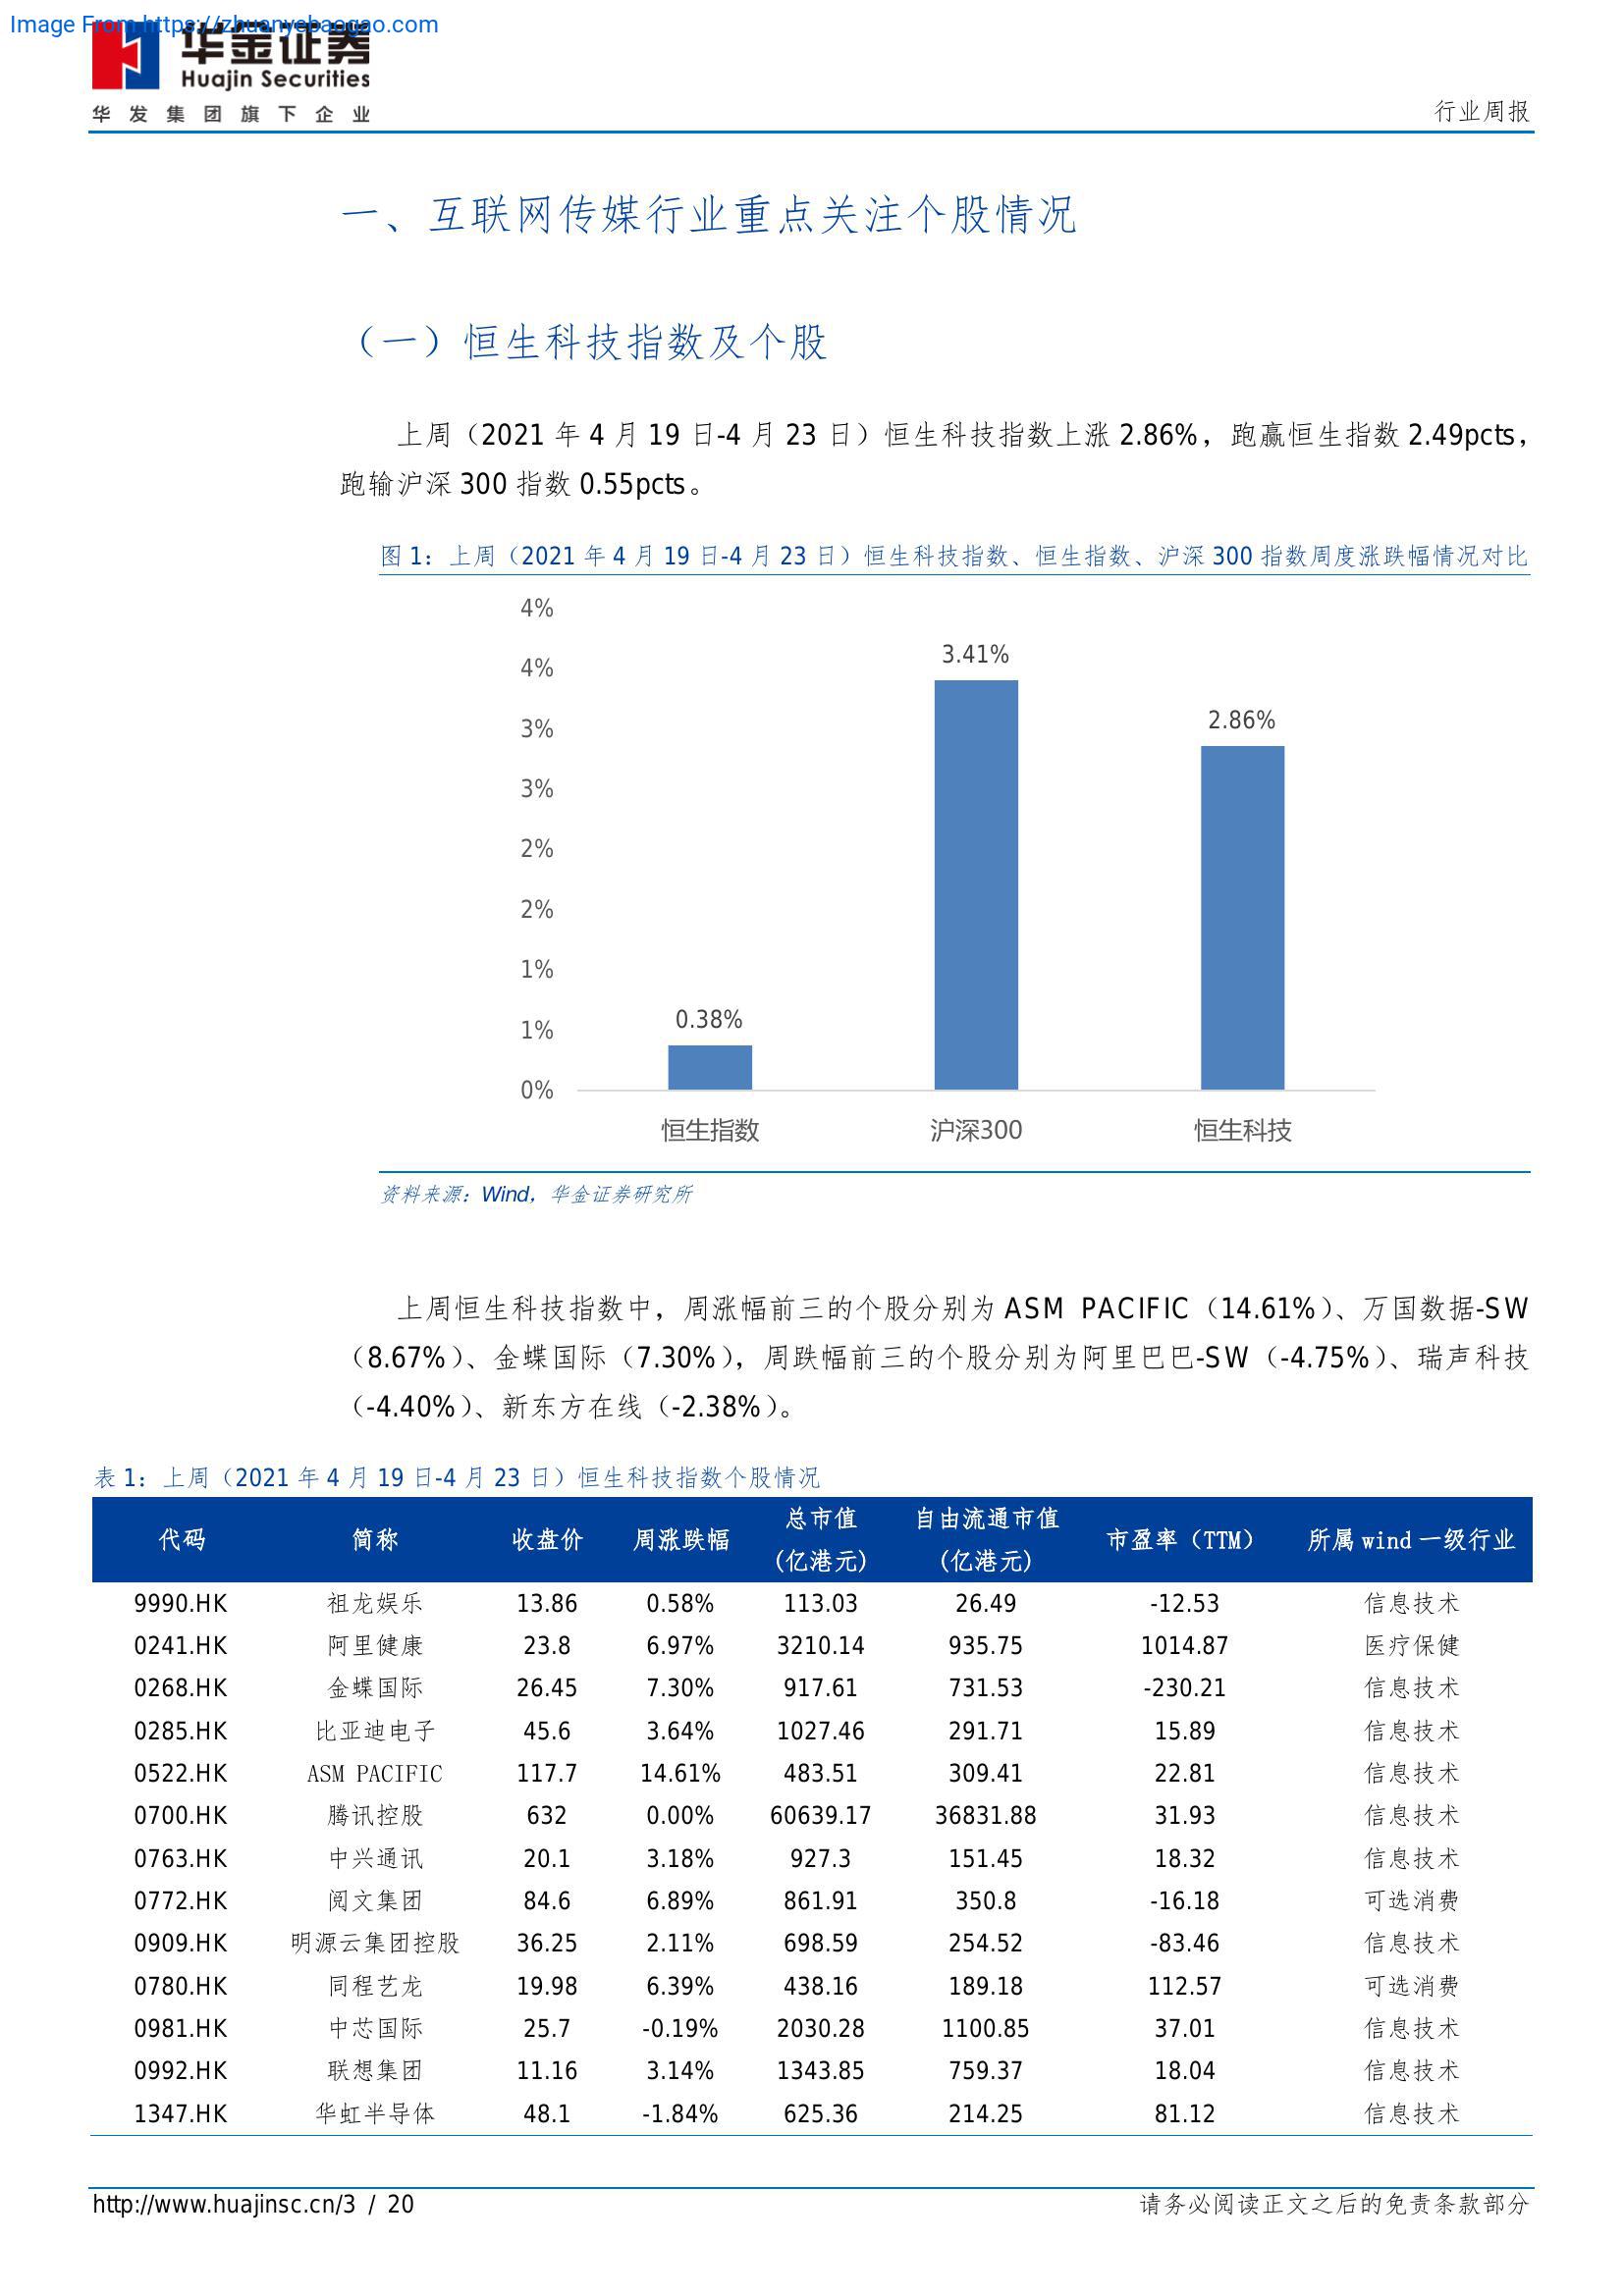 Image From https://zhuanyebaogao.com
华金证券
Huajin Securities
华发集团旗下企业
行业周报
一、互联网传媒行业重点关注个股情况
（一）恒生科技指数及个股
上周（2021 年 4 月 19 日-4 月 23 日）恒生科技指数上涨 2.86%，跑赢恒生指数 2.49pcts，
跑输沪深 300 指数 0.55pcts。
图 1：上周（2021 年 4 月 19 日-4 月 23 日）恒生科技指数、恒生指数、沪深 300 指数周度涨跌幅情况对比
4%
4%
3%
3%
2%
2%
1%
1%
0%
0.38%
3.41%
2.86%
恒生指数 沪深300 恒生科技
资料来源：Wind，华金证券研究所
上周恒生科技指数中，周涨幅前三的个股分别为 ASM PACIFIC（14.61%）、万国数据-SW
（8.67%）、金蝶国际（7.30%），周跌幅前三的个股分别为阿里巴巴-SW（-4.75%）、瑞声科技
（-4.40%）、新东方在线（-2.38%）。
表 1：上周（2021 年 4 月 19 日-4 月 23 日）恒生科技指数个股情况
代码 简称 收盘价 周涨跌幅 总市值(亿港元) 自由流通市值(亿港元) 市盈率（TTM） 所属 wind 一级行业
9990.HK 祖龙娱乐 13.86 0.58% 113.03 26.49 -12.53 信息技术
0241.HK 阿里健康 23.8 6.97% 3210.14 935.75 1014.87 医疗保健
0268.HK 金蝶国际 26.45 7.30% 917.61 731.53 -230.21 信息技术
0285.HK 比亚迪电子 45.6 3.64% 1027.46 291.71 15.89 信息技术
0522.HK ASM PACIFIC 117.7 14.61% 483.51 309.41 22.81 信息技术
0700.HK 腾讯控股 632 0.00% 60639.17 36831.88 31.93 信息技术
0763.HK 中兴通讯 20.1 3.18% 927.3 151.45 18.32 信息技术
0772.HK 阅文集团 84.6 6.89% 861.91 350.8 -16.18 可选消费
0909.HK 明源云集团控股 36.25 2.11% 698.59 254.52 -83.46 信息技术
0780.HK 同程艺龙 19.98 6.39% 438.16 189.18 112.57 可选消费
0981.HK 中芯国际 25.7 -0.19% 2030.28 1100.85 37.01 信息技术
0992.HK 联想集团 11.16 3.14% 1343.85 759.37 18.04 信息技术
1347.HK 华虹半导体 48.1 -1.84% 625.36 214.25 81.12 信息技术
http://www.huajinsc.cn/3 / 20
请务必阅读正文之后的免责条款部分